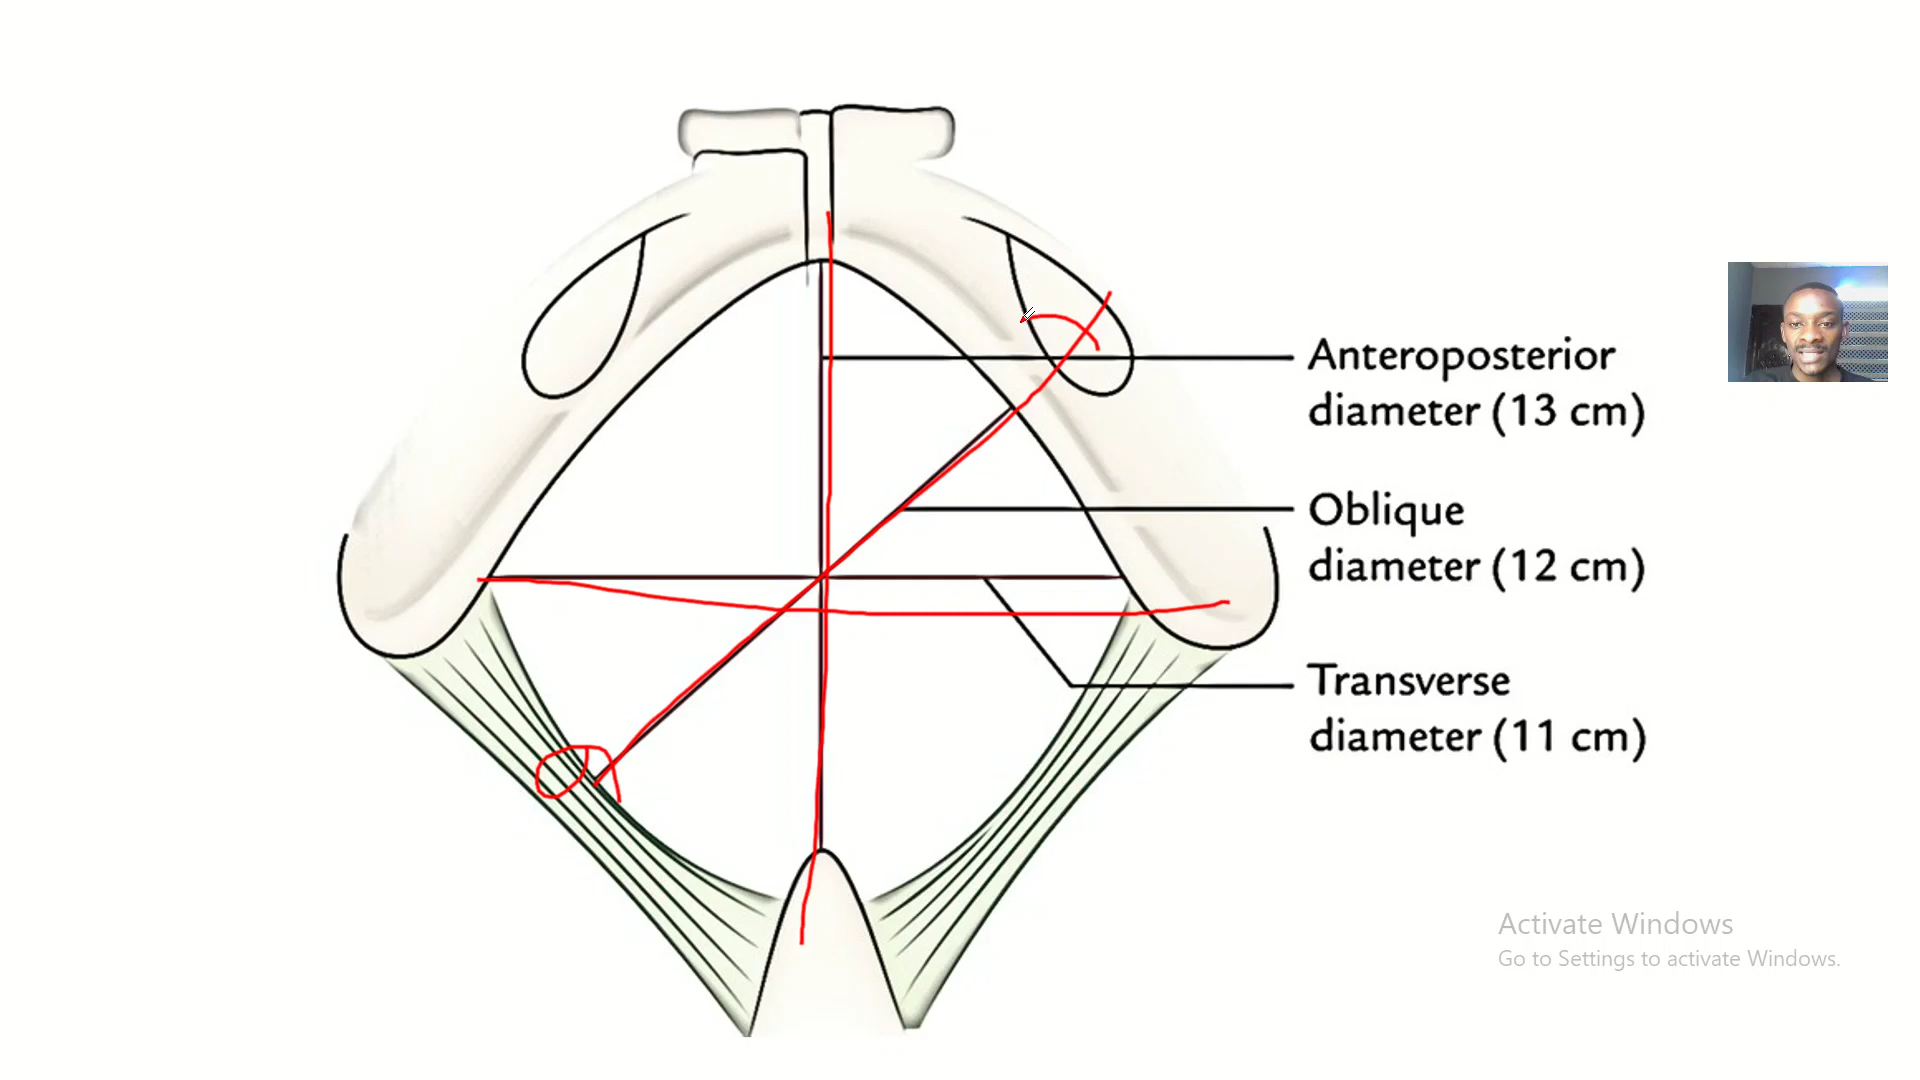 Anteroposterior
diameter (13 cm)
Oblique
diameter (12 cm)
Transverse
diameter (11 cm)
Activate Windows
Go to Settings to activate Windows.